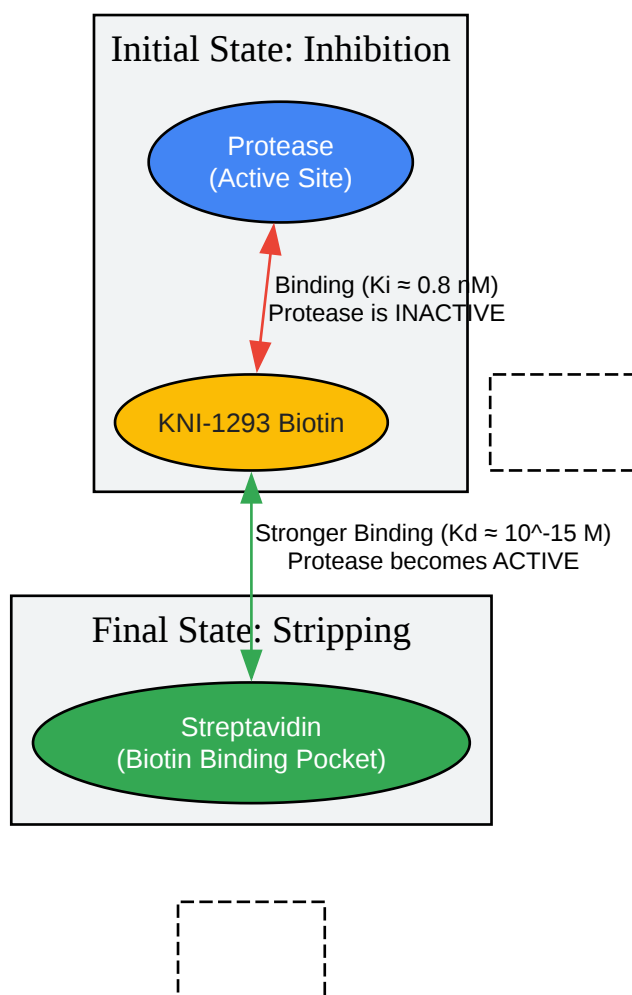 Initial State: Inhibition
Protease
(Active Site)
Binding (Ki ≈ 0.8 nM)
Protease is INACTIVE
KNI-1293 Biotin
Stronger Binding (Kd ≈ 10^-15 M)
Protease becomes ACTIVE
Final State: Stripping
Streptavidin
(Biotin Binding Pocket)